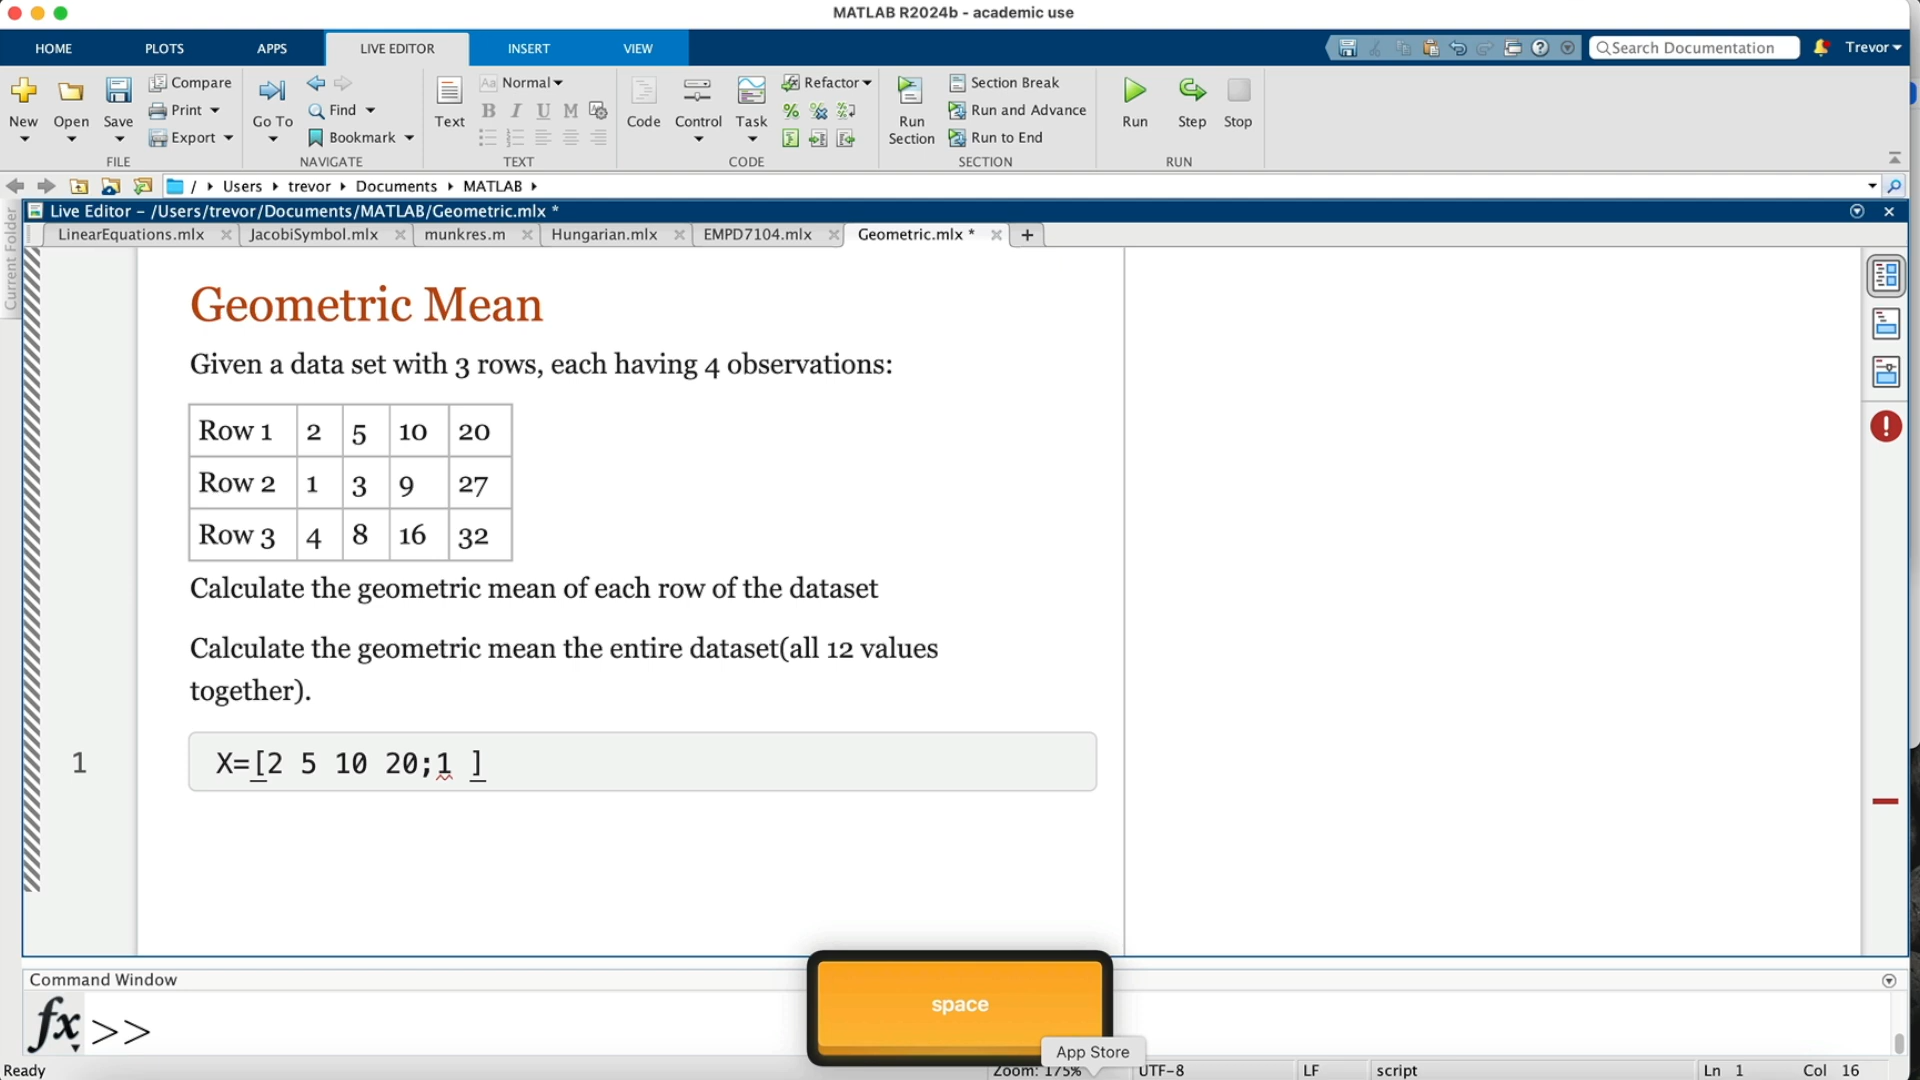 MATLAB R2024b - academic use
HOME PLOTS APPS LIVE EDITOR INSERT VIEW Search Documentation Trevor
New Open Save Compare Print Export Go To Find Bookmark Text Aa Normal B I U M Code Control Task Refactor Run Section Section Break Run and Advance Run to End Run Step Stop
FILE NAVIGATE TEXT CODE SECTION RUN
/ Users trevor Documents MATLAB
Current Folder
Live Editor - /Users/trevor/Documents/MATLAB/Geometric.mlx *
LinearEquations.mlx JacobiSymbol.mlx munkres.m Hungarian.mlx EMPD7104.mlx Geometric.mlx * +
Geometric Mean
Given a data set with 3 rows, each having 4 observations:
Row 1 2 5 10 20
Row 2 1 3 9 27
Row 3 4 8 16 32
Calculate the geometric mean of each row of the dataset
Calculate the geometric mean the entire dataset(all 12 values
together).
1 X=[2 5 10 20;1 ]
Command Window
fx >>
space
App Store
Ready Zoom: 175% UTF-8 LF script Ln 1 Col 16